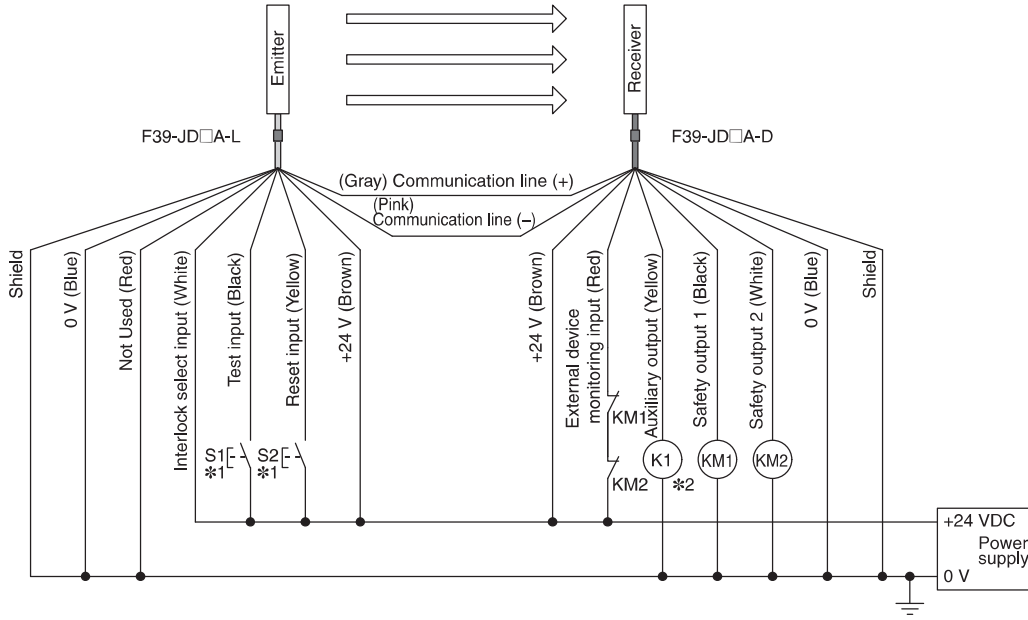 Emitter
Receiver
F39-JD□A-L
F39-JD□A-D
(Gray) Communication line (+)
(Pink)
Communication line (–)
Shield
0 V (Blue)
Not Used (Red)
Interlock select input (White)
Test input (Black)
Reset input (Yellow)
+24 V (Brown)
+24 V (Brown)
External device
monitoring input (Red)
Auxiliary output (Yellow)
Safety output 1 (Black)
Safety output 2 (White)
0 V (Blue)
Shield
S1
*1
S2
*1
KM1
KM2
K1
*2
KM1
KM2
+24 VDC
Power
supply
0 V